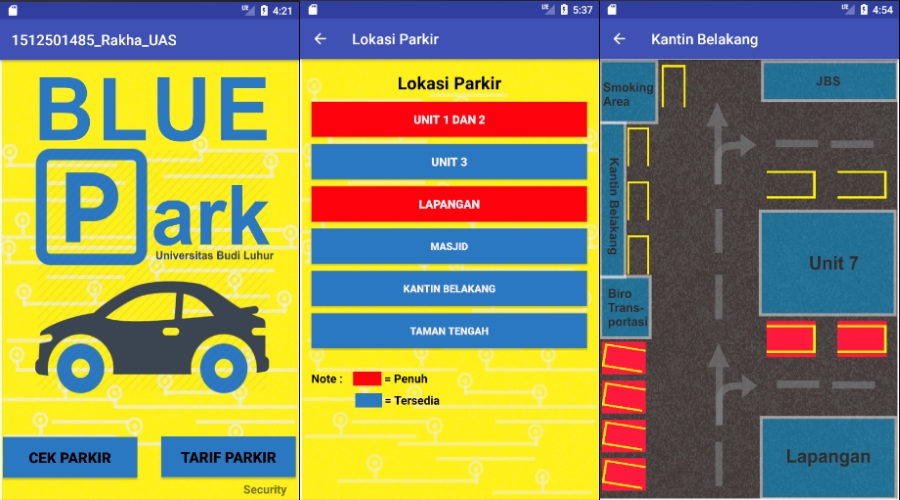 4:21
1512501485_Rakha_UAS
BLUE
Park
Universitas Budi Luhur
CEK PARKIR
TARIF PARKIR
Security
5:37
Lokasi Parkir
Lokasi Parkir
UNIT 1 DAN 2
UNIT 3
LAPANGAN
MASJID
KANTIN BELAKANG
TAMAN TENGAH
Note : = Penuh
= Tersedia
4:54
Kantin Belakang
Smoking
Area
JBS
Kantin Belakang
Unit 7
Biro
Trans-
portasi
Lapangan